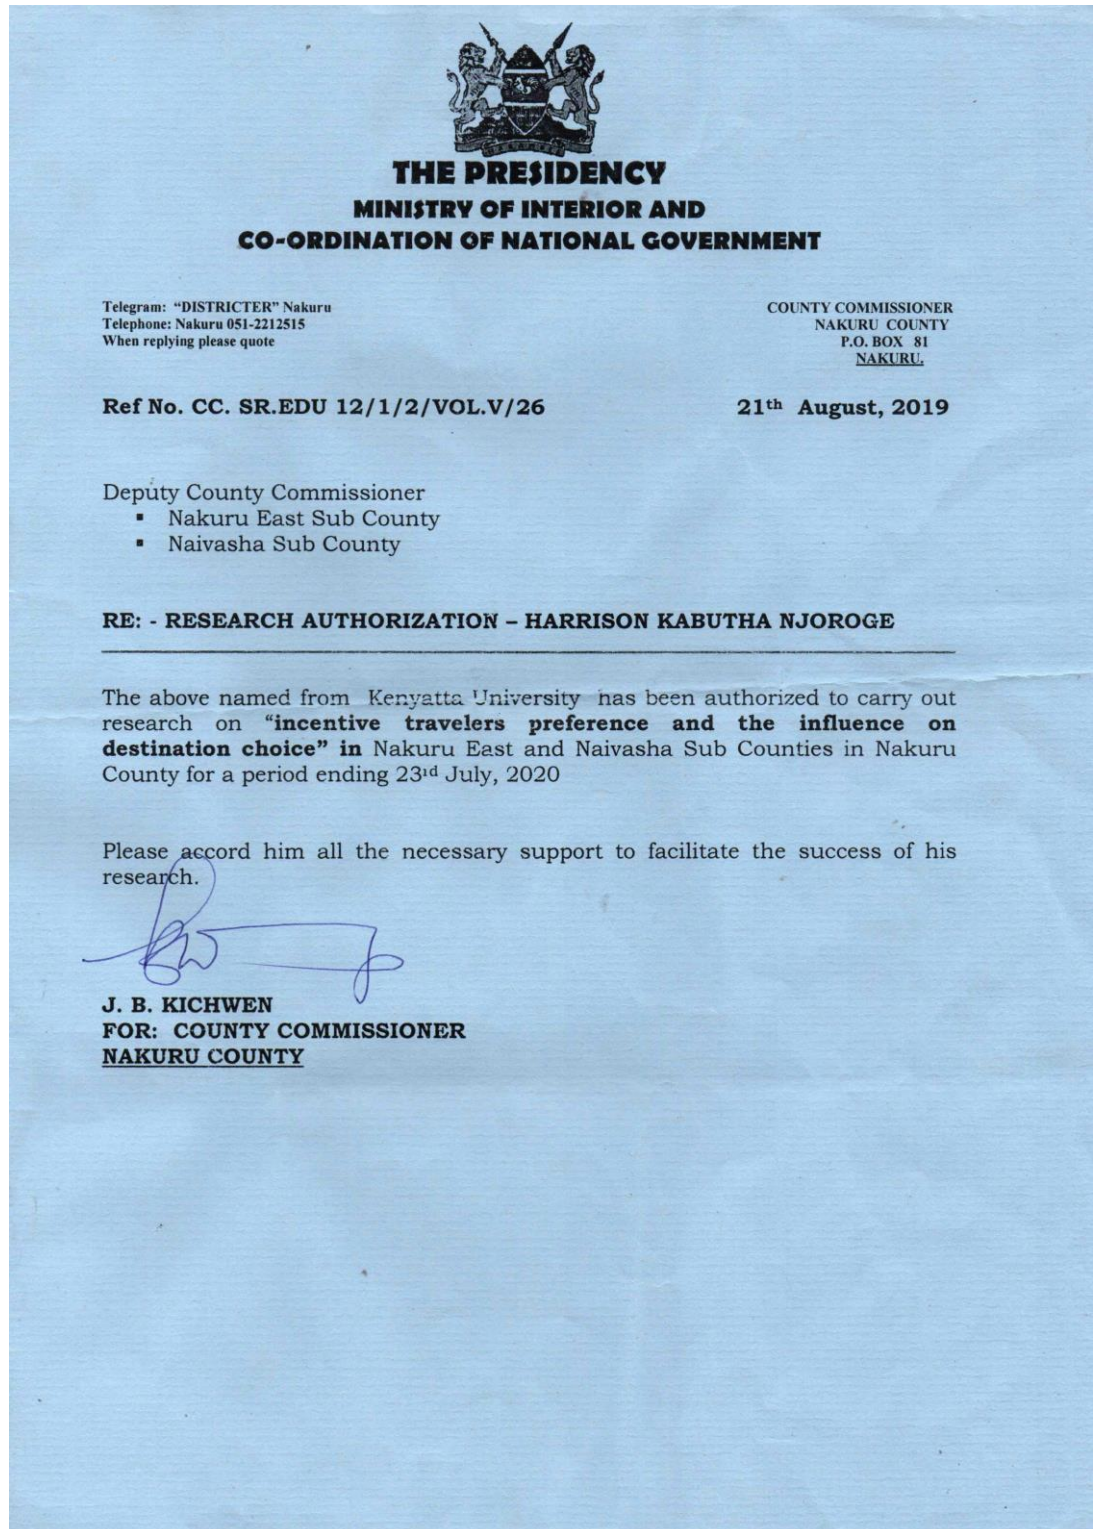 THE PRESIDENCY
MINISTRY OF INTERIOR AND
CO-ORDINATION OF NATIONAL GOVERNMENT
Telegram: “DISTRICTER” Nakuru
Telephone: Nakuru 051-2212515
When replying please quote
COUNTY COMMISSIONER
NAKURU COUNTY
P.O. BOX 81
NAKURU.
Ref No. CC. SR.EDU 12/1/2/VOL.V/26
21th August, 2019
Deputy County Commissioner
▪ Nakuru East Sub County
▪ Naivasha Sub County
RE: - RESEARCH AUTHORIZATION – HARRISON KABUTHA NJOROGE
The above named from Kenyatta University has been authorized to carry out
research on “incentive travelers preference and the influence on
destination choice” in Nakuru East and Naivasha Sub Counties in Nakuru
County for a period ending 23rd July, 2020
Please accord him all the necessary support to facilitate the success of his
research.
J. B. KICHWEN
FOR: COUNTY COMMISSIONER
NAKURU COUNTY